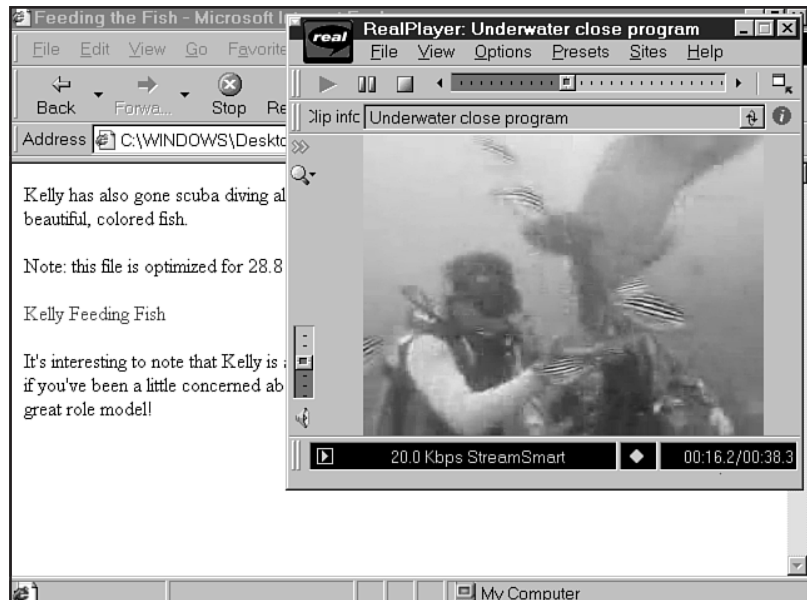 Feeding the Fish - Microsoft
File Edit View Go
Back
Stop
Address C:\WINDOWS\Deskto
Kelly has also gone scuba diving al
beautiful, colored fish.
Note: this file is optimized for 28.8
Kelly Feeding Fish
It's interesting to note that Kelly is a
if you've been a little concerned ab
great role model!
real
RealPlayer: Underwater close program
File View Options Presets Sites Help
Clip info Underwater close program
20.0 Kbps StreamSmart 00:16.2/00:38.3
My Computer